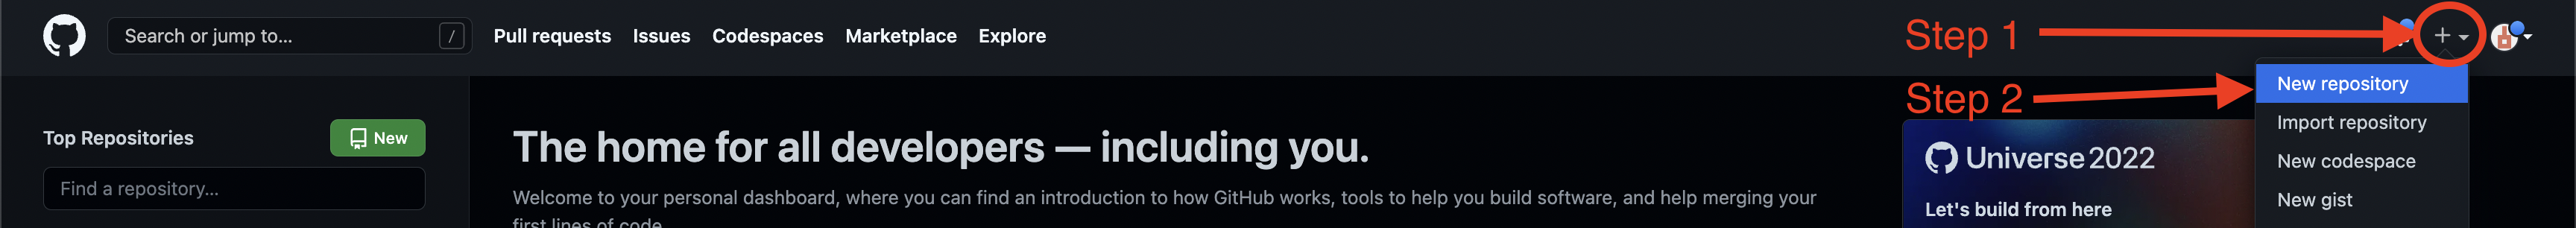 Search or jump to... /
Pull requests Issues Codespaces Marketplace Explore
Step 1
Step 2
New repository
Import repository
New codespace
New gist
Top Repositories
New
Find a repository...
The home for all developers — including you.
Welcome to your personal dashboard, where you can find an introduction to how GitHub works, tools to help you build software, and help merging your
first lines of code.
Universe 2022
Let's build from here